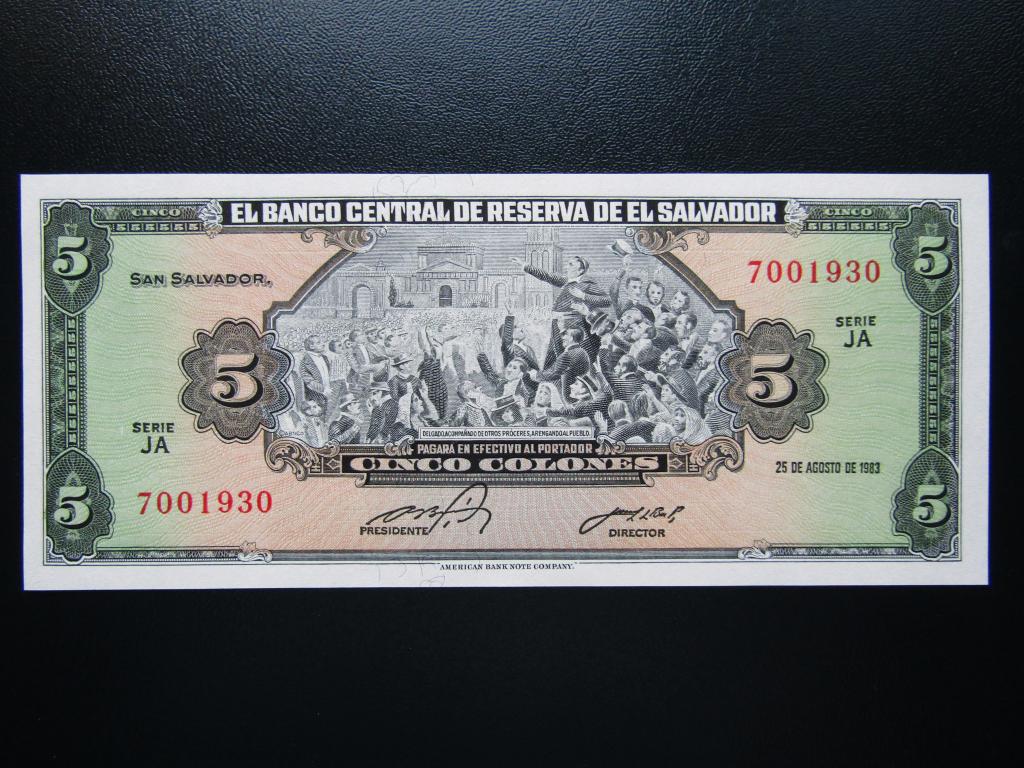 EL BANCO CENTRAL DE RESERVA DE EL SALVADOR
CINCO
CINCO
555555
555555
5
5
SAN SALVADOR,
7001930
SERIE
JA
5
5
SERIE
JA
DELGADO, ACOMPAÑADO DE OTROS PRÓCERES, ARENGANDO AL PUEBLO.
PAGARÁ EN EFECTIVO AL PORTADOR
CINCO COLONES
25 DE AGOSTO DE 1983
7001930
5
5
PRESIDENTE
DIRECTOR
"AMERICAN BANK NOTE COMPANY."